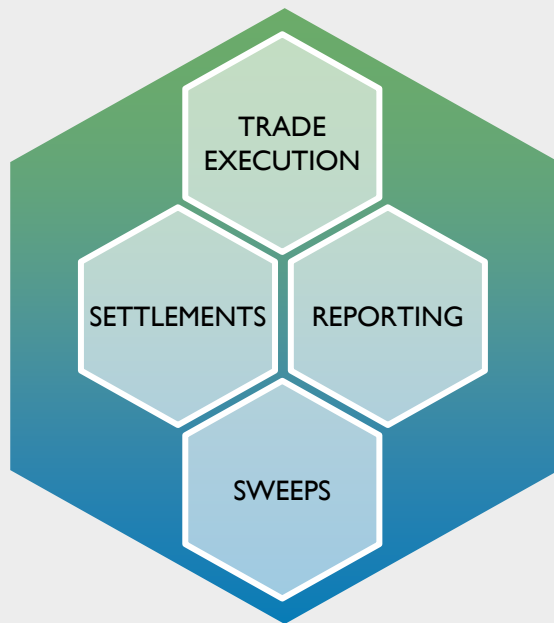 TRADE
EXECUTION
SETTLEMENTS
REPORTING
SWEEPS